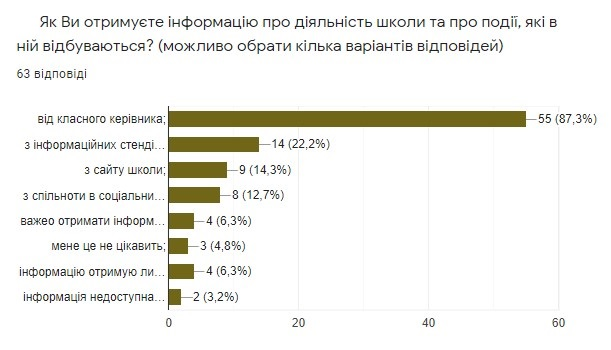 Як Ви отримуєте інформацію про діяльність школи та про події, які в
ній відбуваються? (можливо обрати кілька варіантів відповідей)
63 відповіді
від класного керівника; 55 (87,3%)
з інформаційних стенді... 14 (22,2%)
з сайту школи; 9 (14,3%)
з спільноти в соціальни... 8 (12,7%)
важео отримати інформ... 4 (6,3%)
мене це не цікавить; 3 (4,8%)
інформацію отримую ли... 4 (6,3%)
інформація недоступна... 2 (3,2%)
0 20 40 60